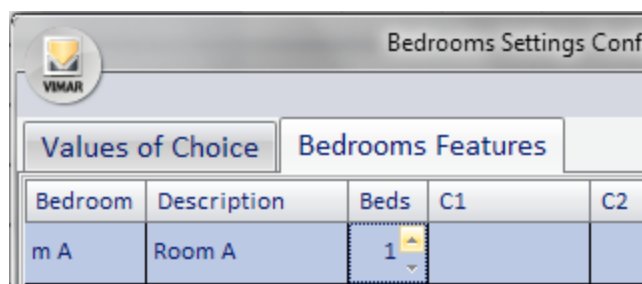 Bedrooms Settings Conf
VIMAR
Values of Choice Bedrooms Features
Bedroom Description Beds C1 C2
m A Room A 1